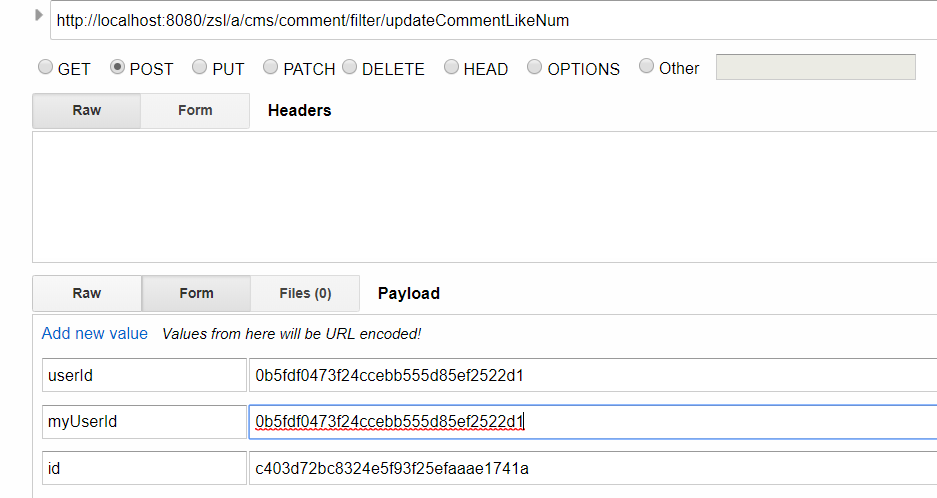 http://localhost:8080/zsl/a/cms/comment/filter/updateCommentLikeNum
GET POST PUT PATCH DELETE HEAD OPTIONS Other
Raw Form Headers
Raw Form Files (0) Payload
Add new value Values from here will be URL encoded!
userId 0b5fdf0473f24ccebb555d85ef2522d1
myUserId 0b5fdf0473f24ccebb555d85ef2522d1
id c403d72bc8324e5f93f25efaaae1741a